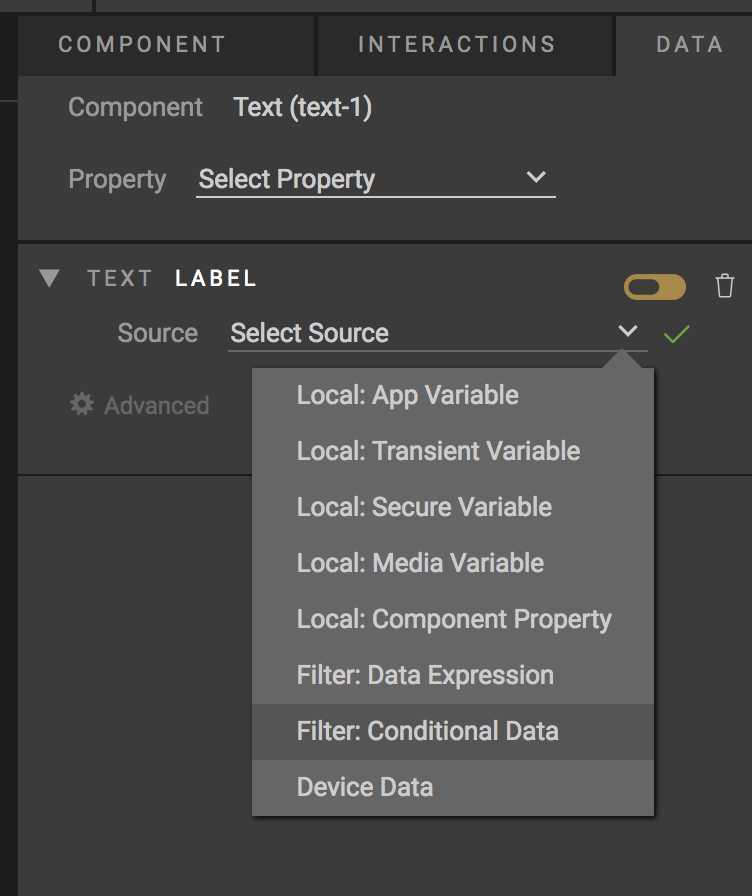 COMPONENT INTERACTIONS DATA
Component Text (text-1)
Property Select Property
TEXT LABEL
Source Select Source
Advanced
Local: App Variable
Local: Transient Variable
Local: Secure Variable
Local: Media Variable
Local: Component Property
Filter: Data Expression
Filter: Conditional Data
Device Data